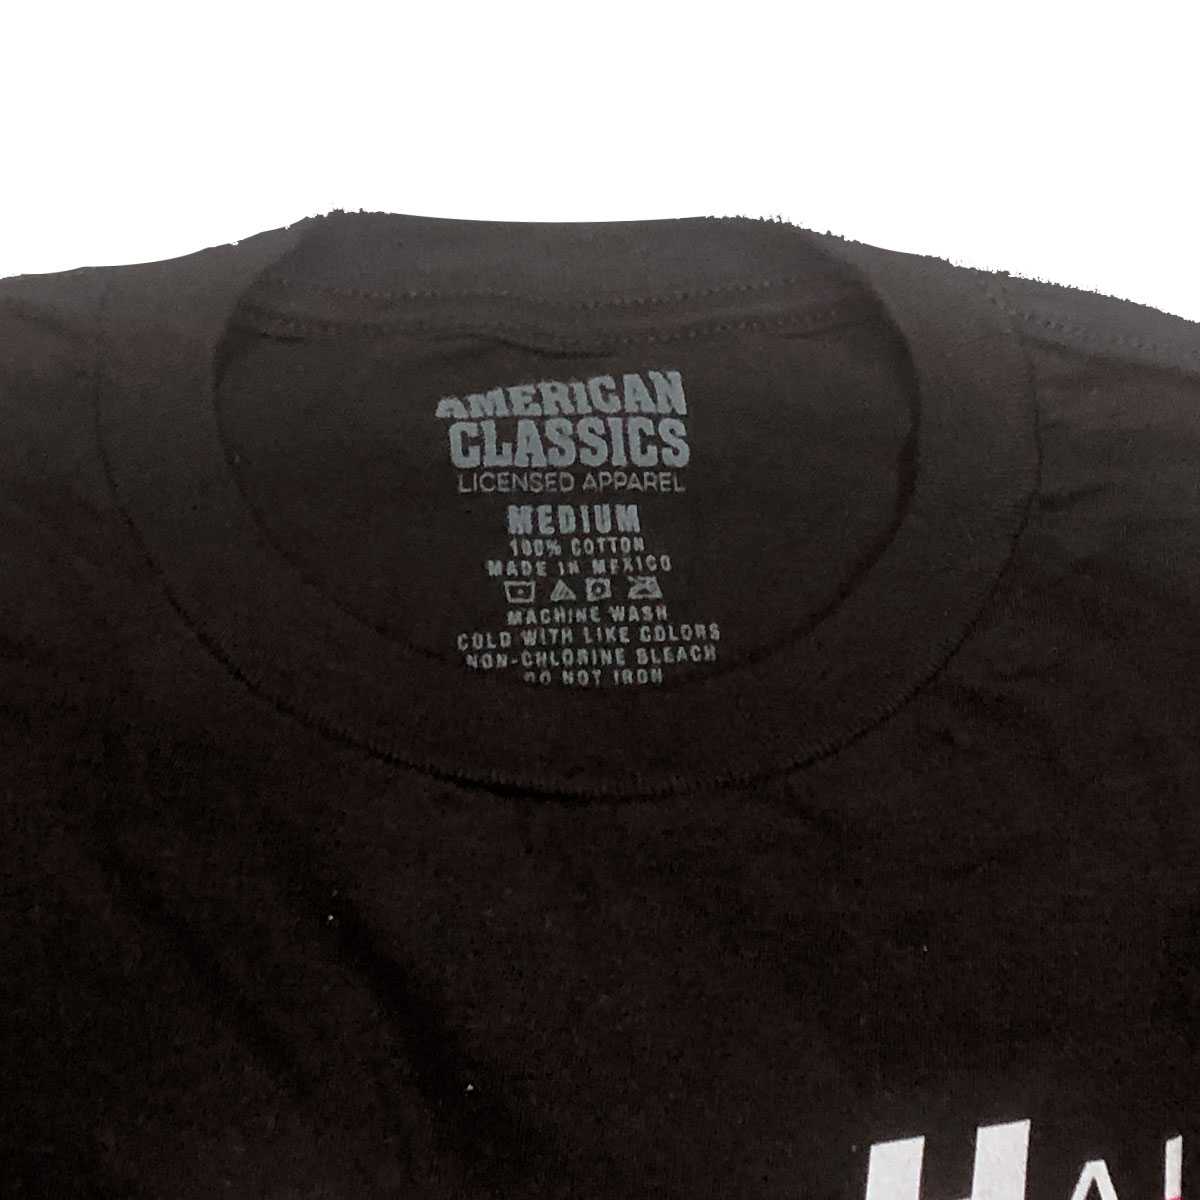 AMERICAN
CLASSICS
LICENSED APPAREL
MEDIUM
100% COTTON
MADE IN MEXICO
MACHINE WASH
COLD WITH LIKE COLORS
NON-CHLORINE BLEACH
DO NOT IRON